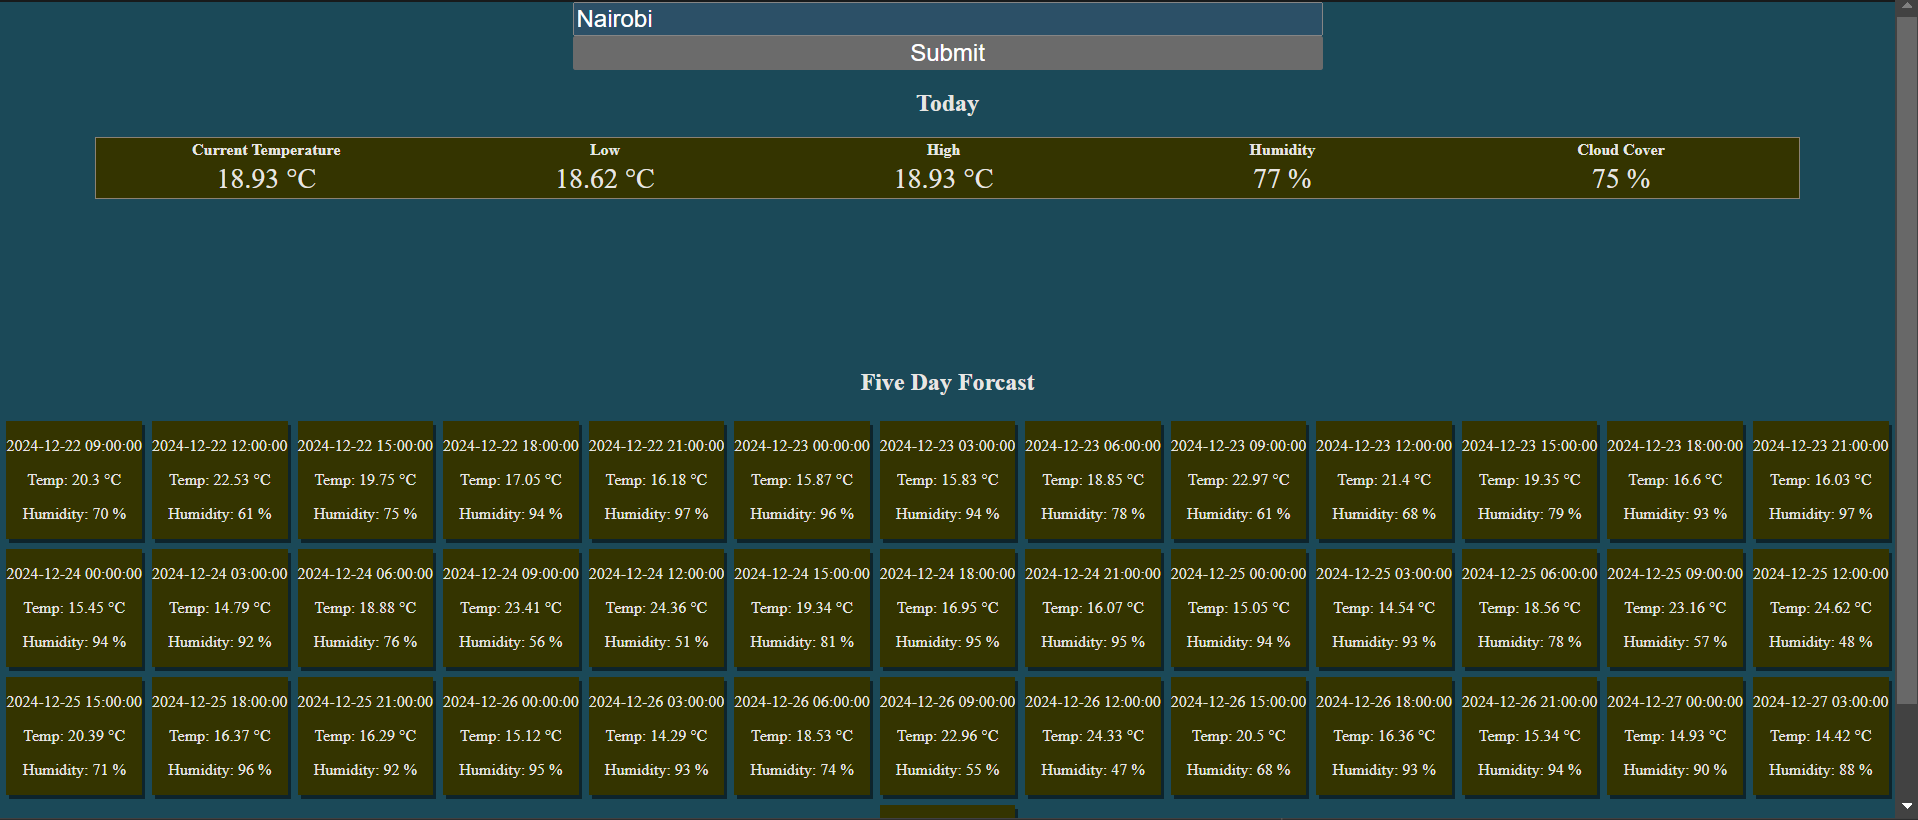 Nairobi
Submit
Today
Current Temperature Low High Humidity Cloud Cover
18.93 °C 18.62 °C 18.93 °C 77 % 75 %
Five Day Forcast
2024-12-22 09:00:00 2024-12-22 12:00:00 2024-12-22 15:00:00 2024-12-22 18:00:00 2024-12-22 21:00:00 2024-12-23 00:00:00 2024-12-23 03:00:00 2024-12-23 06:00:00 2024-12-23 09:00:00 2024-12-23 12:00:00 2024-12-23 15:00:00 2024-12-23 18:00:00 2024-12-23 21:00:00
Temp: 20.3 °C Temp: 22.53 °C Temp: 19.75 °C Temp: 17.05 °C Temp: 16.18 °C Temp: 15.87 °C Temp: 15.83 °C Temp: 18.85 °C Temp: 22.97 °C Temp: 21.4 °C Temp: 19.35 °C Temp: 16.6 °C Temp: 16.03 °C
Humidity: 70 % Humidity: 61 % Humidity: 75 % Humidity: 94 % Humidity: 97 % Humidity: 96 % Humidity: 94 % Humidity: 78 % Humidity: 61 % Humidity: 68 % Humidity: 79 % Humidity: 93 % Humidity: 97 %
2024-12-24 00:00:00 2024-12-24 03:00:00 2024-12-24 06:00:00 2024-12-24 09:00:00 2024-12-24 12:00:00 2024-12-24 15:00:00 2024-12-24 18:00:00 2024-12-24 21:00:00 2024-12-25 00:00:00 2024-12-25 03:00:00 2024-12-25 06:00:00 2024-12-25 09:00:00 2024-12-25 12:00:00
Temp: 15.45 °C Temp: 14.79 °C Temp: 18.88 °C Temp: 23.41 °C Temp: 24.36 °C Temp: 19.34 °C Temp: 16.95 °C Temp: 16.07 °C Temp: 15.05 °C Temp: 14.54 °C Temp: 18.56 °C Temp: 23.16 °C Temp: 24.62 °C
Humidity: 94 % Humidity: 92 % Humidity: 76 % Humidity: 56 % Humidity: 51 % Humidity: 81 % Humidity: 95 % Humidity: 95 % Humidity: 94 % Humidity: 93 % Humidity: 78 % Humidity: 57 % Humidity: 48 %
2024-12-25 15:00:00 2024-12-25 18:00:00 2024-12-25 21:00:00 2024-12-26 00:00:00 2024-12-26 03:00:00 2024-12-26 06:00:00 2024-12-26 09:00:00 2024-12-26 12:00:00 2024-12-26 15:00:00 2024-12-26 18:00:00 2024-12-26 21:00:00 2024-12-27 00:00:00 2024-12-27 03:00:00
Temp: 20.39 °C Temp: 16.37 °C Temp: 16.29 °C Temp: 15.12 °C Temp: 14.29 °C Temp: 18.53 °C Temp: 22.96 °C Temp: 24.33 °C Temp: 20.5 °C Temp: 16.36 °C Temp: 15.34 °C Temp: 14.93 °C Temp: 14.42 °C
Humidity: 71 % Humidity: 96 % Humidity: 92 % Humidity: 95 % Humidity: 93 % Humidity: 74 % Humidity: 55 % Humidity: 47 % Humidity: 68 % Humidity: 93 % Humidity: 94 % Humidity: 90 % Humidity: 88 %